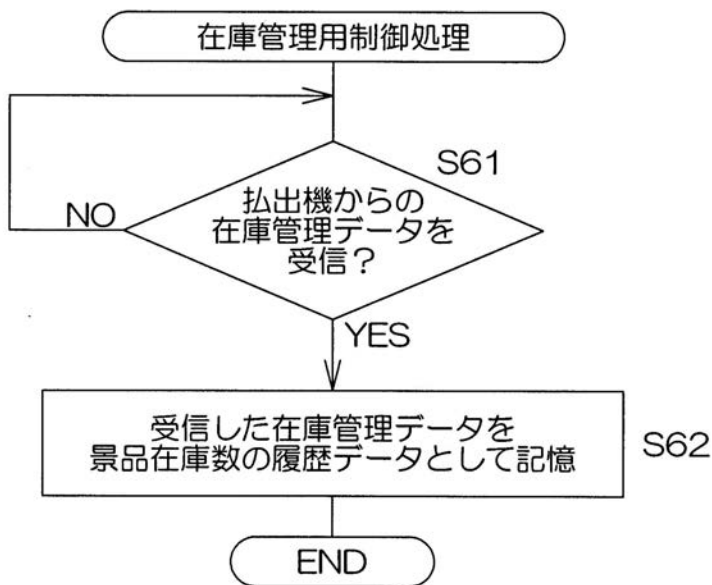 在庫管理用制御処理
S61
払出機からの
在庫管理データを
受信?
NO
YES
受信した在庫管理データを
景品在庫数の履歴データとして記憶
S62
END